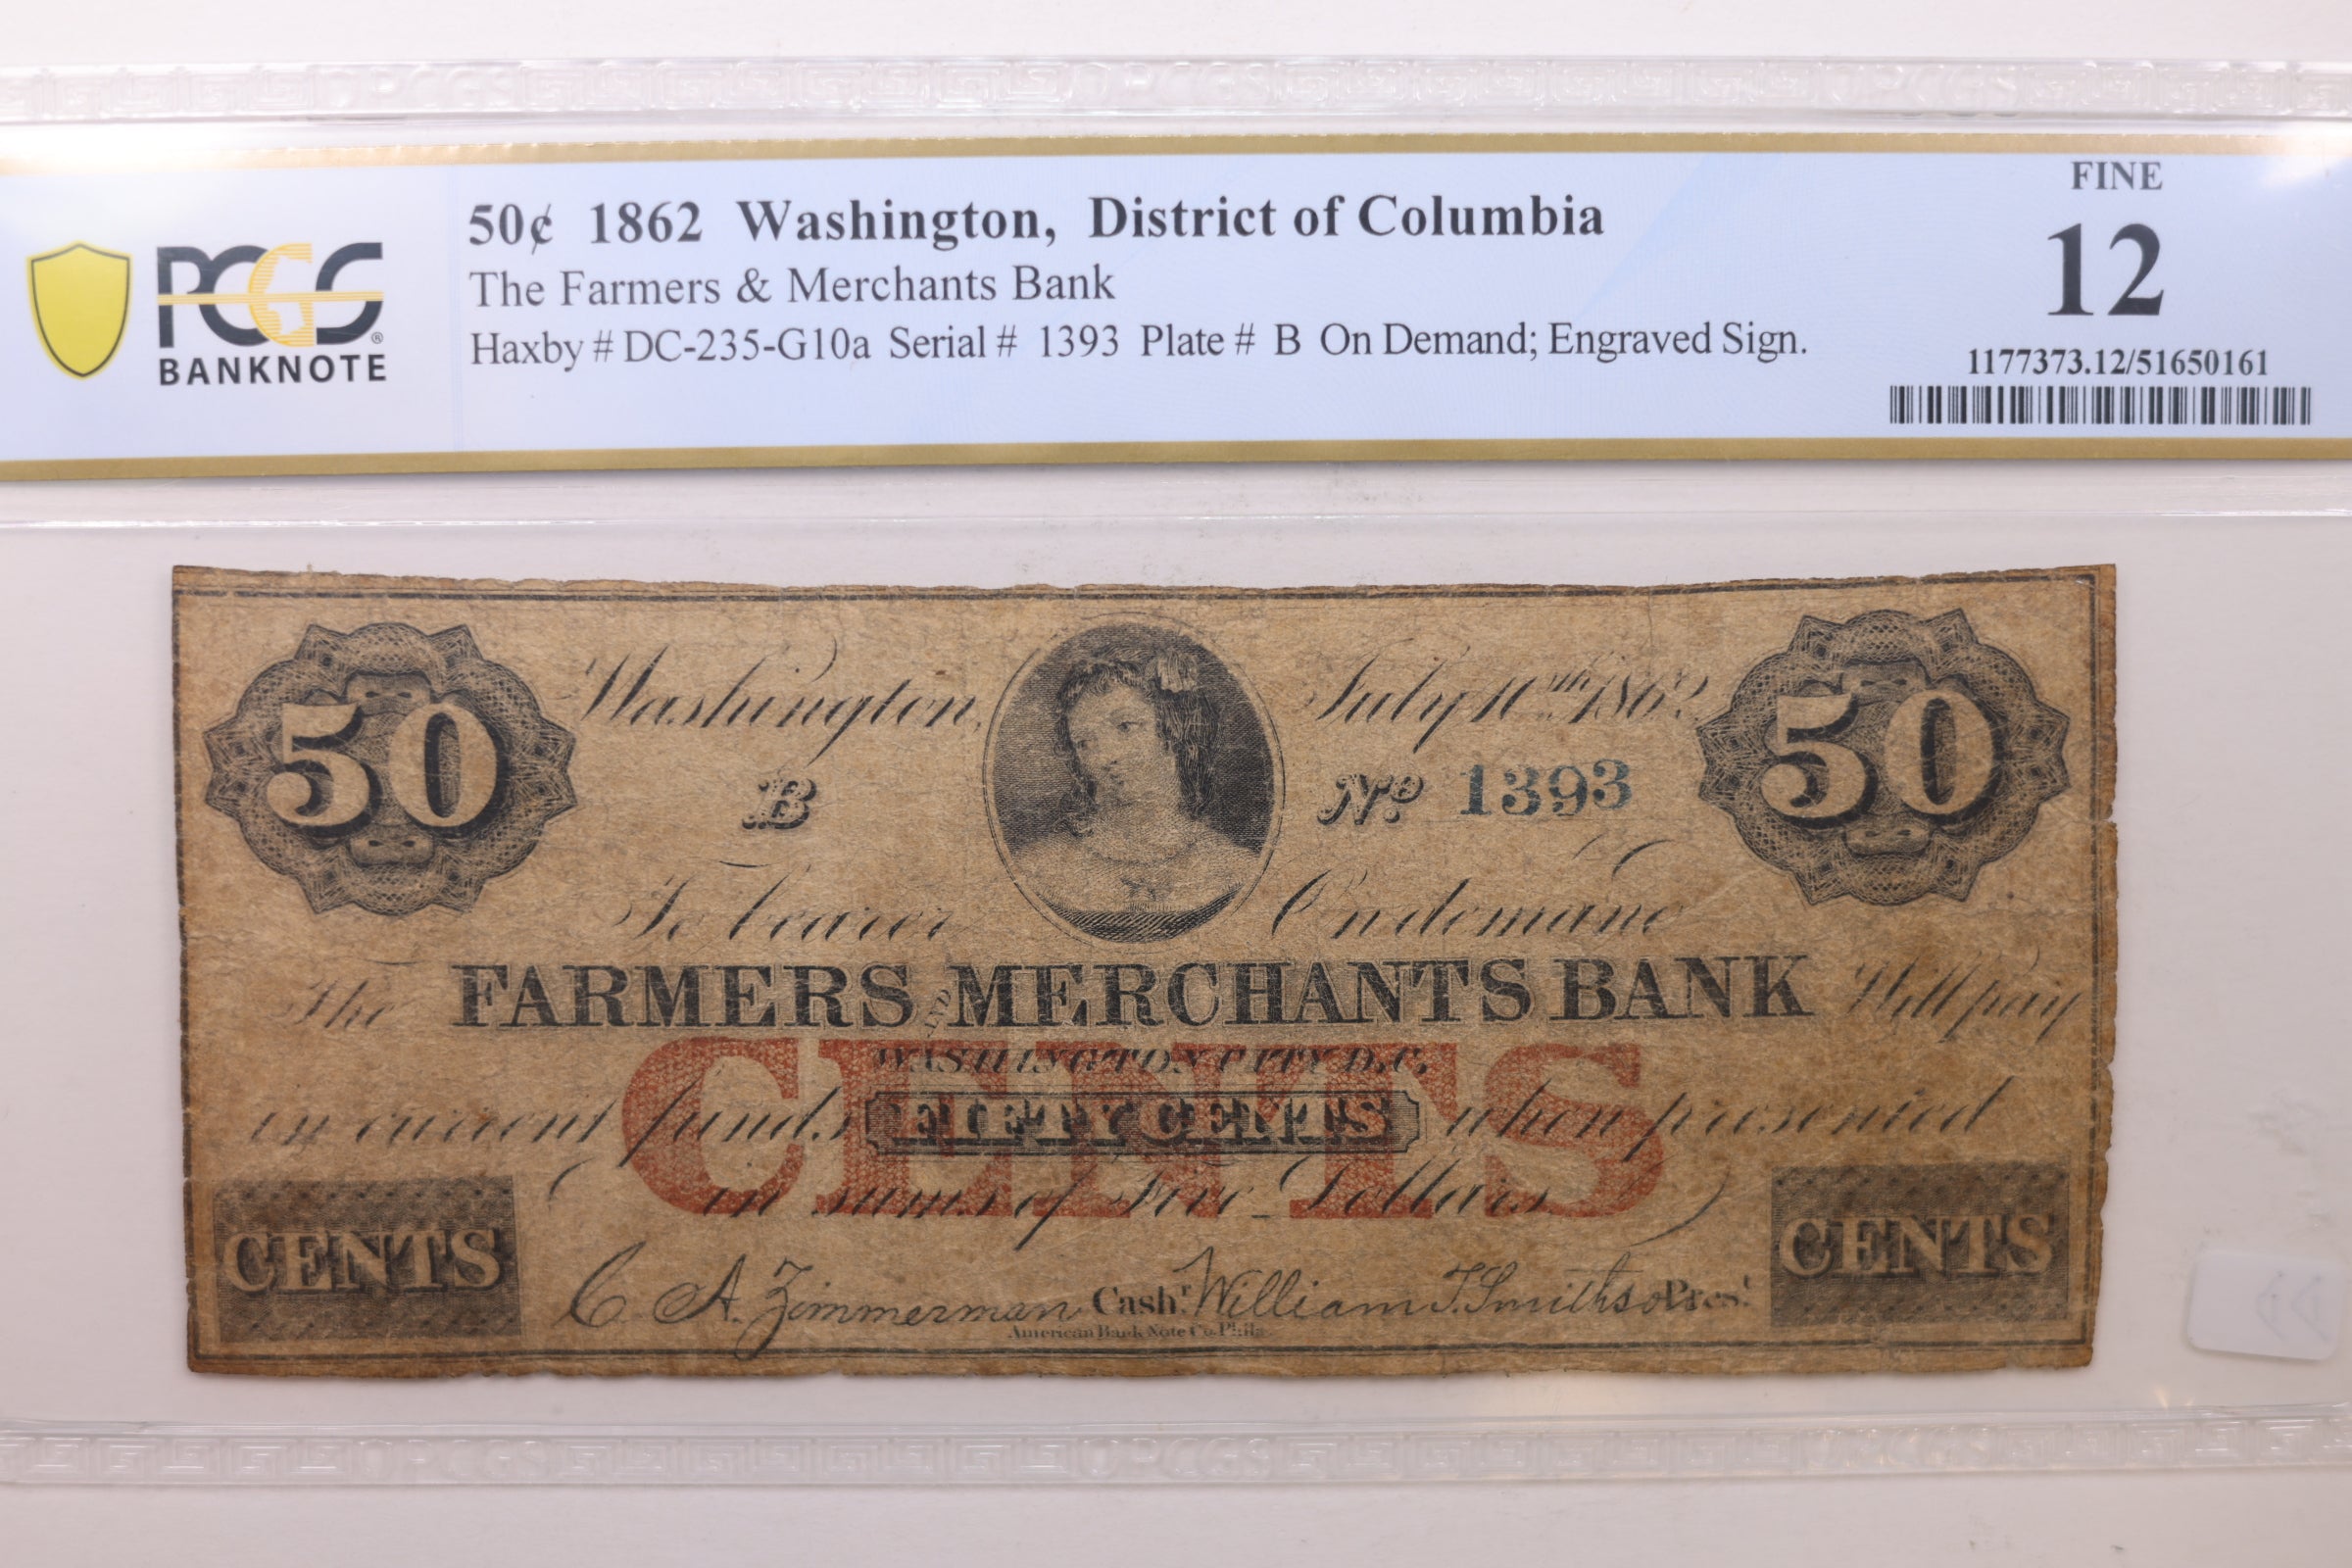 PCGS
BANKNOTE
50¢ 1862 Washington, District of Columbia
The Farmers & Merchants Bank
Haxby # DC-235-G10a Serial # 1393 Plate # B On Demand; Engraved Sign.
FINE
12
1177373.12/51650161
50 Washington, July 10th 1862 50
B No 1393
To bearer On demand
The FARMERS AND MERCHANTS BANK Will pay
WASHINGTON CITY D.C.
CENTS
in current funds FIFTY CENTS when presented
in sums of Five Dollars
CENTS C. A. Zimmerman Cashr. William T. Smithson Prest. CENTS
American Bank Note Co. Phila